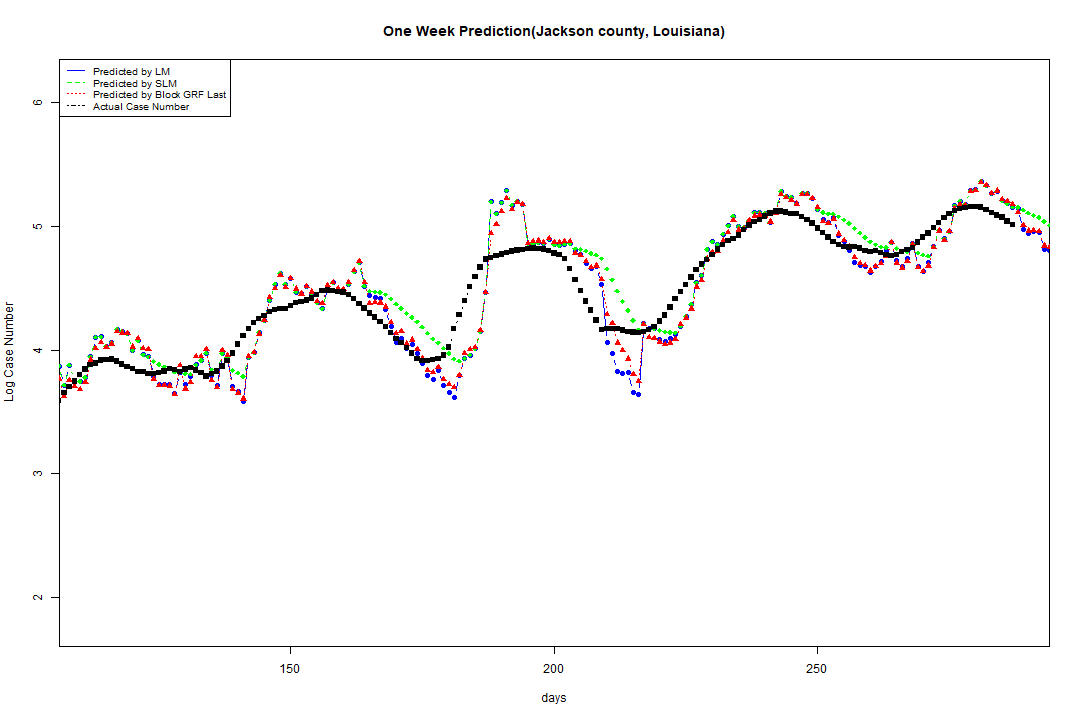 One Week Prediction(Jackson county, Louisiana)
Predicted by LM
Predicted by SLM
Predicted by Block GRF Last
Actual Case Number
6
5
4
3
2
Log Case Number
150 200 250
days